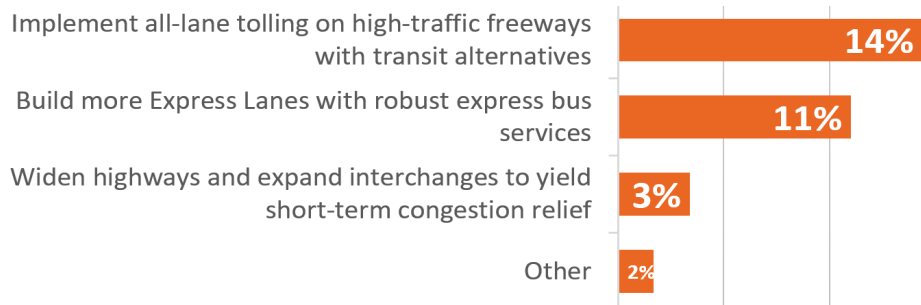 Implement all-lane tolling on high-traffic freeways
with transit alternatives
14%
Build more Express Lanes with robust express bus
services
11%
Widen highways and expand interchanges to yield
short-term congestion relief
3%
Other
2%